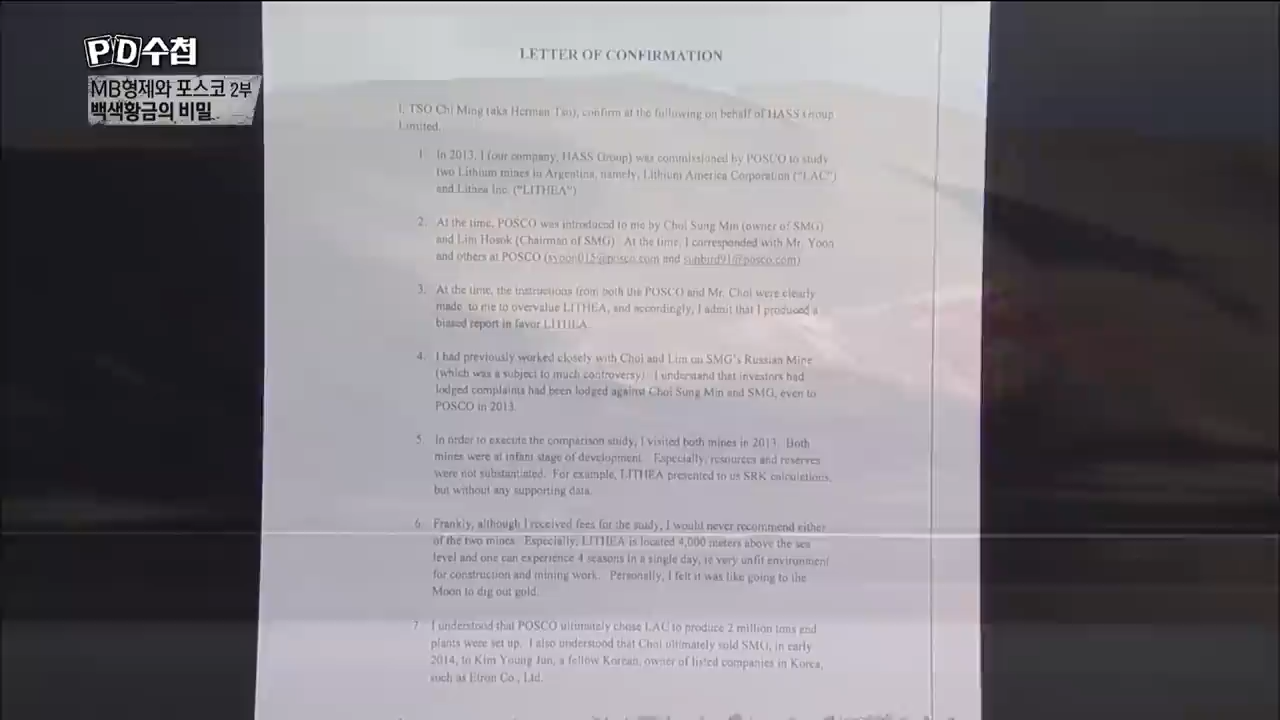 PD수첩
MB형제와 포스코 2부
백색황금의 비밀
LETTER OF CONFIRMATION
I, TSO Chi Ming (aka Herman Tso), confirm at the following on behalf of HASS Group
Limited.
1. In 2013, I (our company, HASS Group) was commissioned by POSCO to study
two Lithium mines in Argentina, namely, Lithium America Corporation ("LAC")
and Lithea Inc. ("LITHEA")
2. At the time, POSCO was introduced to me by Choi Sung Min (owner of SMG)
and Lim Hosok (Chairman of SMG). At the time, I corresponded with Mr. Yoon
and others at POSCO (syoon015@posco.com and sunbird91@posco.com)
3. At the time, the instructions from both the POSCO and Mr. Choi were clearly
made to me to overvalue LITHEA, and accordingly, I admit that I produced a
biased report in favor LITHEA.
4. I had previously worked closely with Choi and Lim on SMG's Russian Mine
(which was a subject to much controversy). I understand that investors had
lodged complaints had been lodged against Choi Sung Min and SMG, even to
POSCO in 2013.
5. In order to execute the comparison study, I visited both mines in 2013. Both
mines were at infant stage of development. Especially, resources and reserves
were not substantiated. For example, LITHEA presented to us SRK calculations,
but without any supporting data.
6. Frankly, although I received fees for the study, I would never recommend either
of the two mines. Especially, LITHEA is located 4,000 meters above the sea
level and one can experience 4 seasons in a single day, is very unfit environment
for construction and mining work. Personally, I felt it was like going to the
Moon to dig out gold.
7. I understood that POSCO ultimately chose LAC to produce 2 million tons and
plants were set up. I also understood that Choi ultimately sold SMG, in early
2014, to Kim Young Jun, a fellow Korean, owner of listed companies in Korea,
such as Etron Co., Ltd.